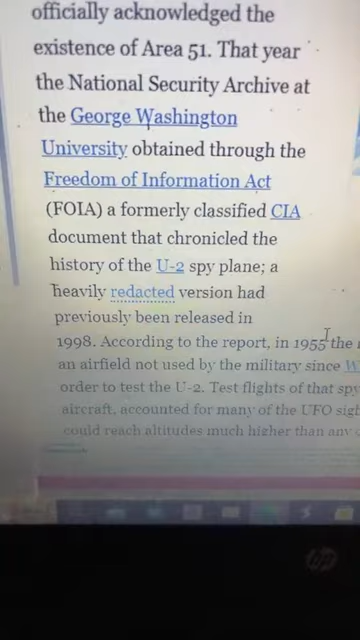 officially acknowledged the
existence of Area 51. That year
the National Security Archive at
the George Washington
University obtained through the
Freedom of Information Act
(FOIA) a formerly classified CIA
document that chronicled the
history of the U-2 spy plane; a
heavily redacted version had
previously been released in
1998. According to the report, in 1955 the
an airfield not used by the military since
order to test the U-2. Test flights of that spy
aircraft, accounted for many of the UFO
could reach altitudes much higher than any
hp